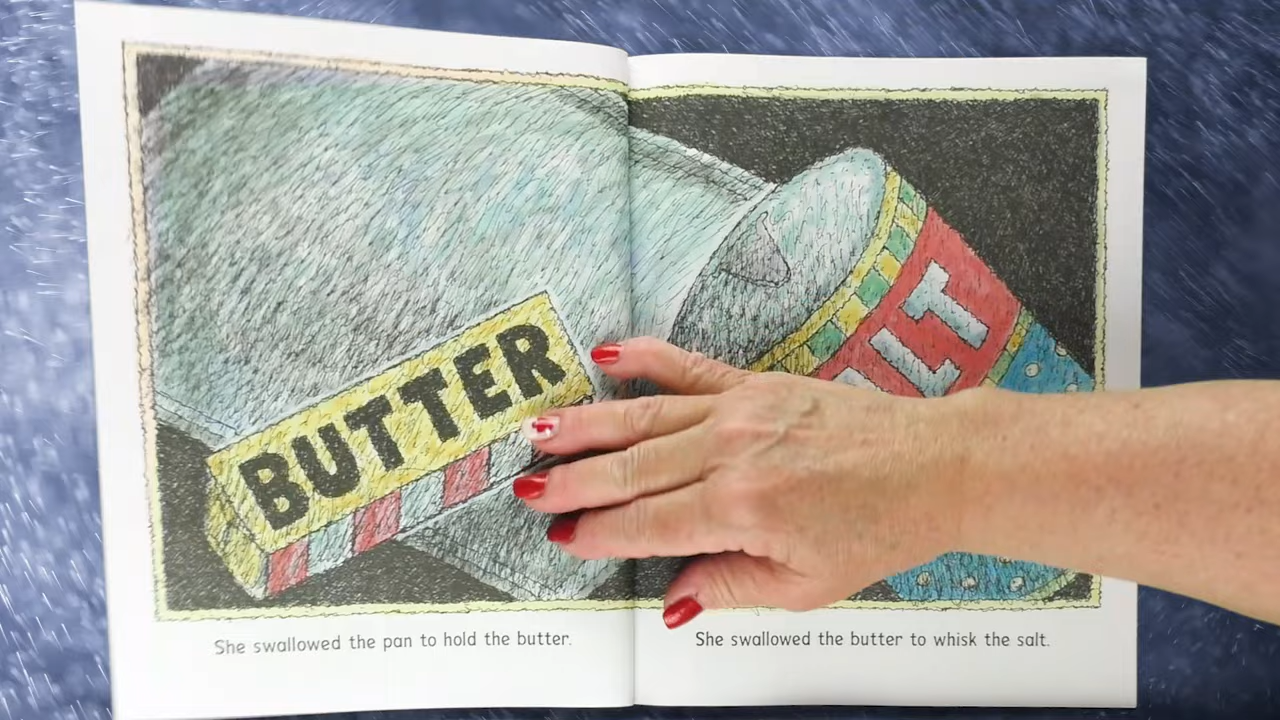 BUTTER
She swallowed the pan to hold the butter.
She swallowed the butter to whisk the salt.